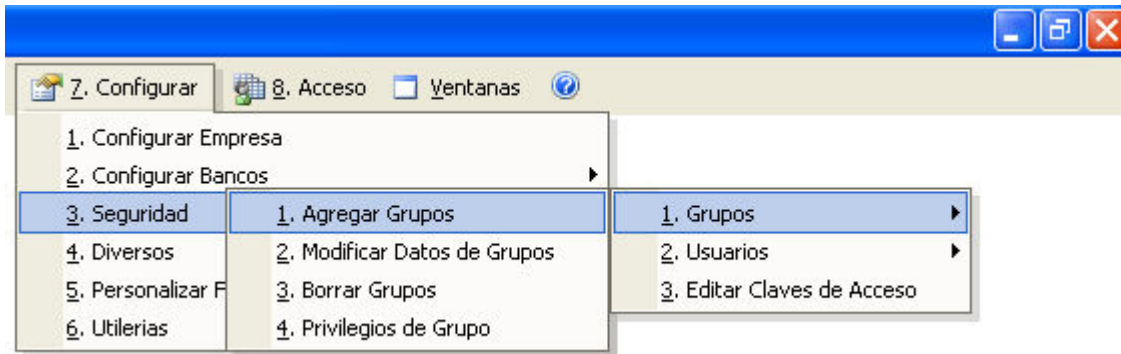 7. Configurar 8. Acceso Ventanas
1. Configurar Empresa
2. Configurar Bancos
3. Seguridad 1. Agregar Grupos 1. Grupos
4. Diversos 2. Modificar Datos de Grupos 2. Usuarios
5. Personalizar F 3. Borrar Grupos 3. Editar Claves de Acceso
6. Utilerias 4. Privilegios de Grupo